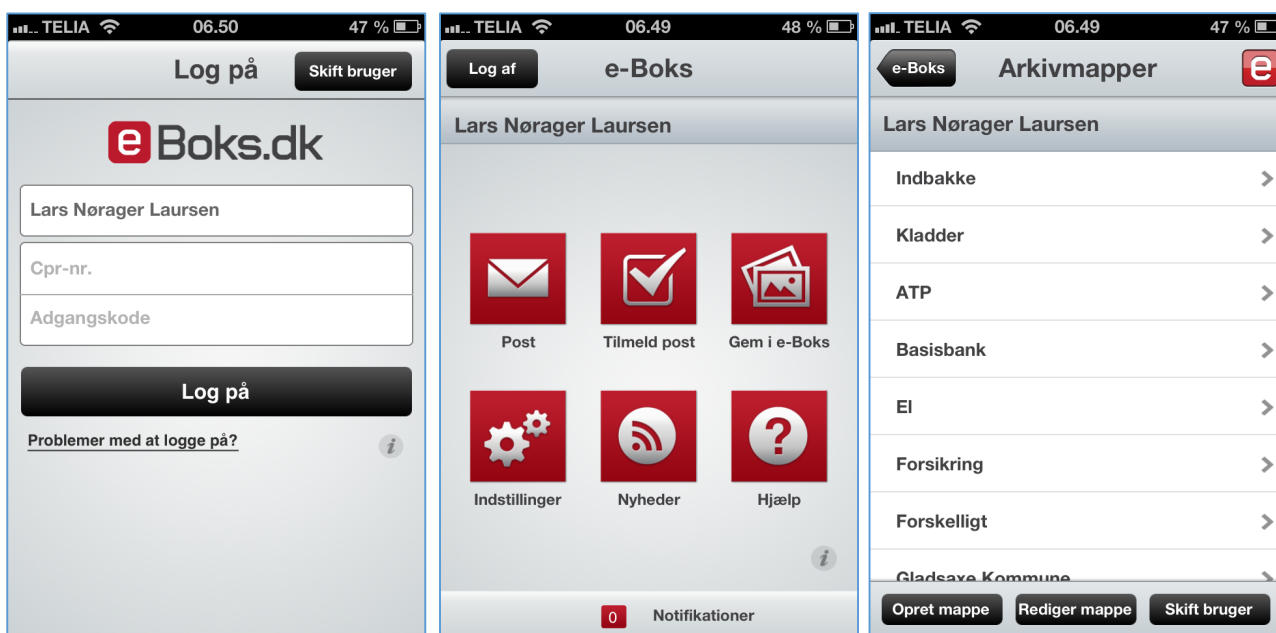 TELIA 06.50 47 %
Log på Skift bruger
e Boks.dk
Lars Nørager Laursen
Cpr-nr.
Adgangskode
Log på
Problemer med at logge på?
i
TELIA 06.49 48 %
Log af e-Boks
Lars Nørager Laursen
Post Tilmeld post Gem i e-Boks
?
Indstillinger Nyheder Hjælp
i
0 Notifikationer
TELIA 06.49 47 %
e-Boks Arkivmapper e
Lars Nørager Laursen
Indbakke
Kladder
ATP
Basisbank
El
Forsikring
Forskelligt
Gladsaxe Kommune
Opret mappe Rediger mappe Skift bruger